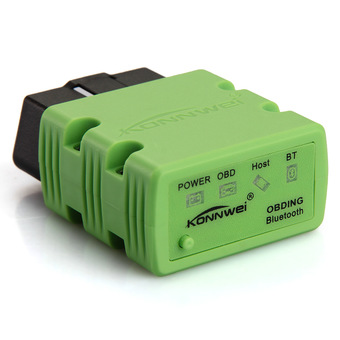 KONNWEI
POWER OBD Host BT
KONNWEI®
OBDING
Bluetooth